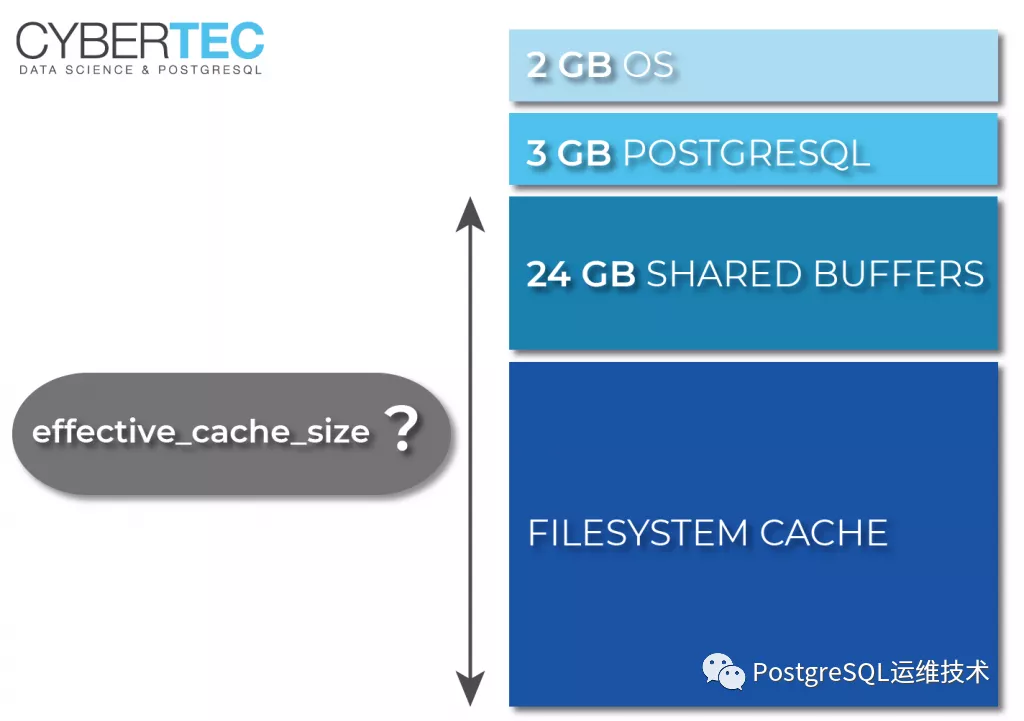 CYBERTEC
DATA SCIENCE & POSTGRESQL
2 GB OS
3 GB POSTGRESQL
24 GB SHARED BUFFERS
effective_cache_size ?
FILESYSTEM CACHE
PostgreSQL运维技术